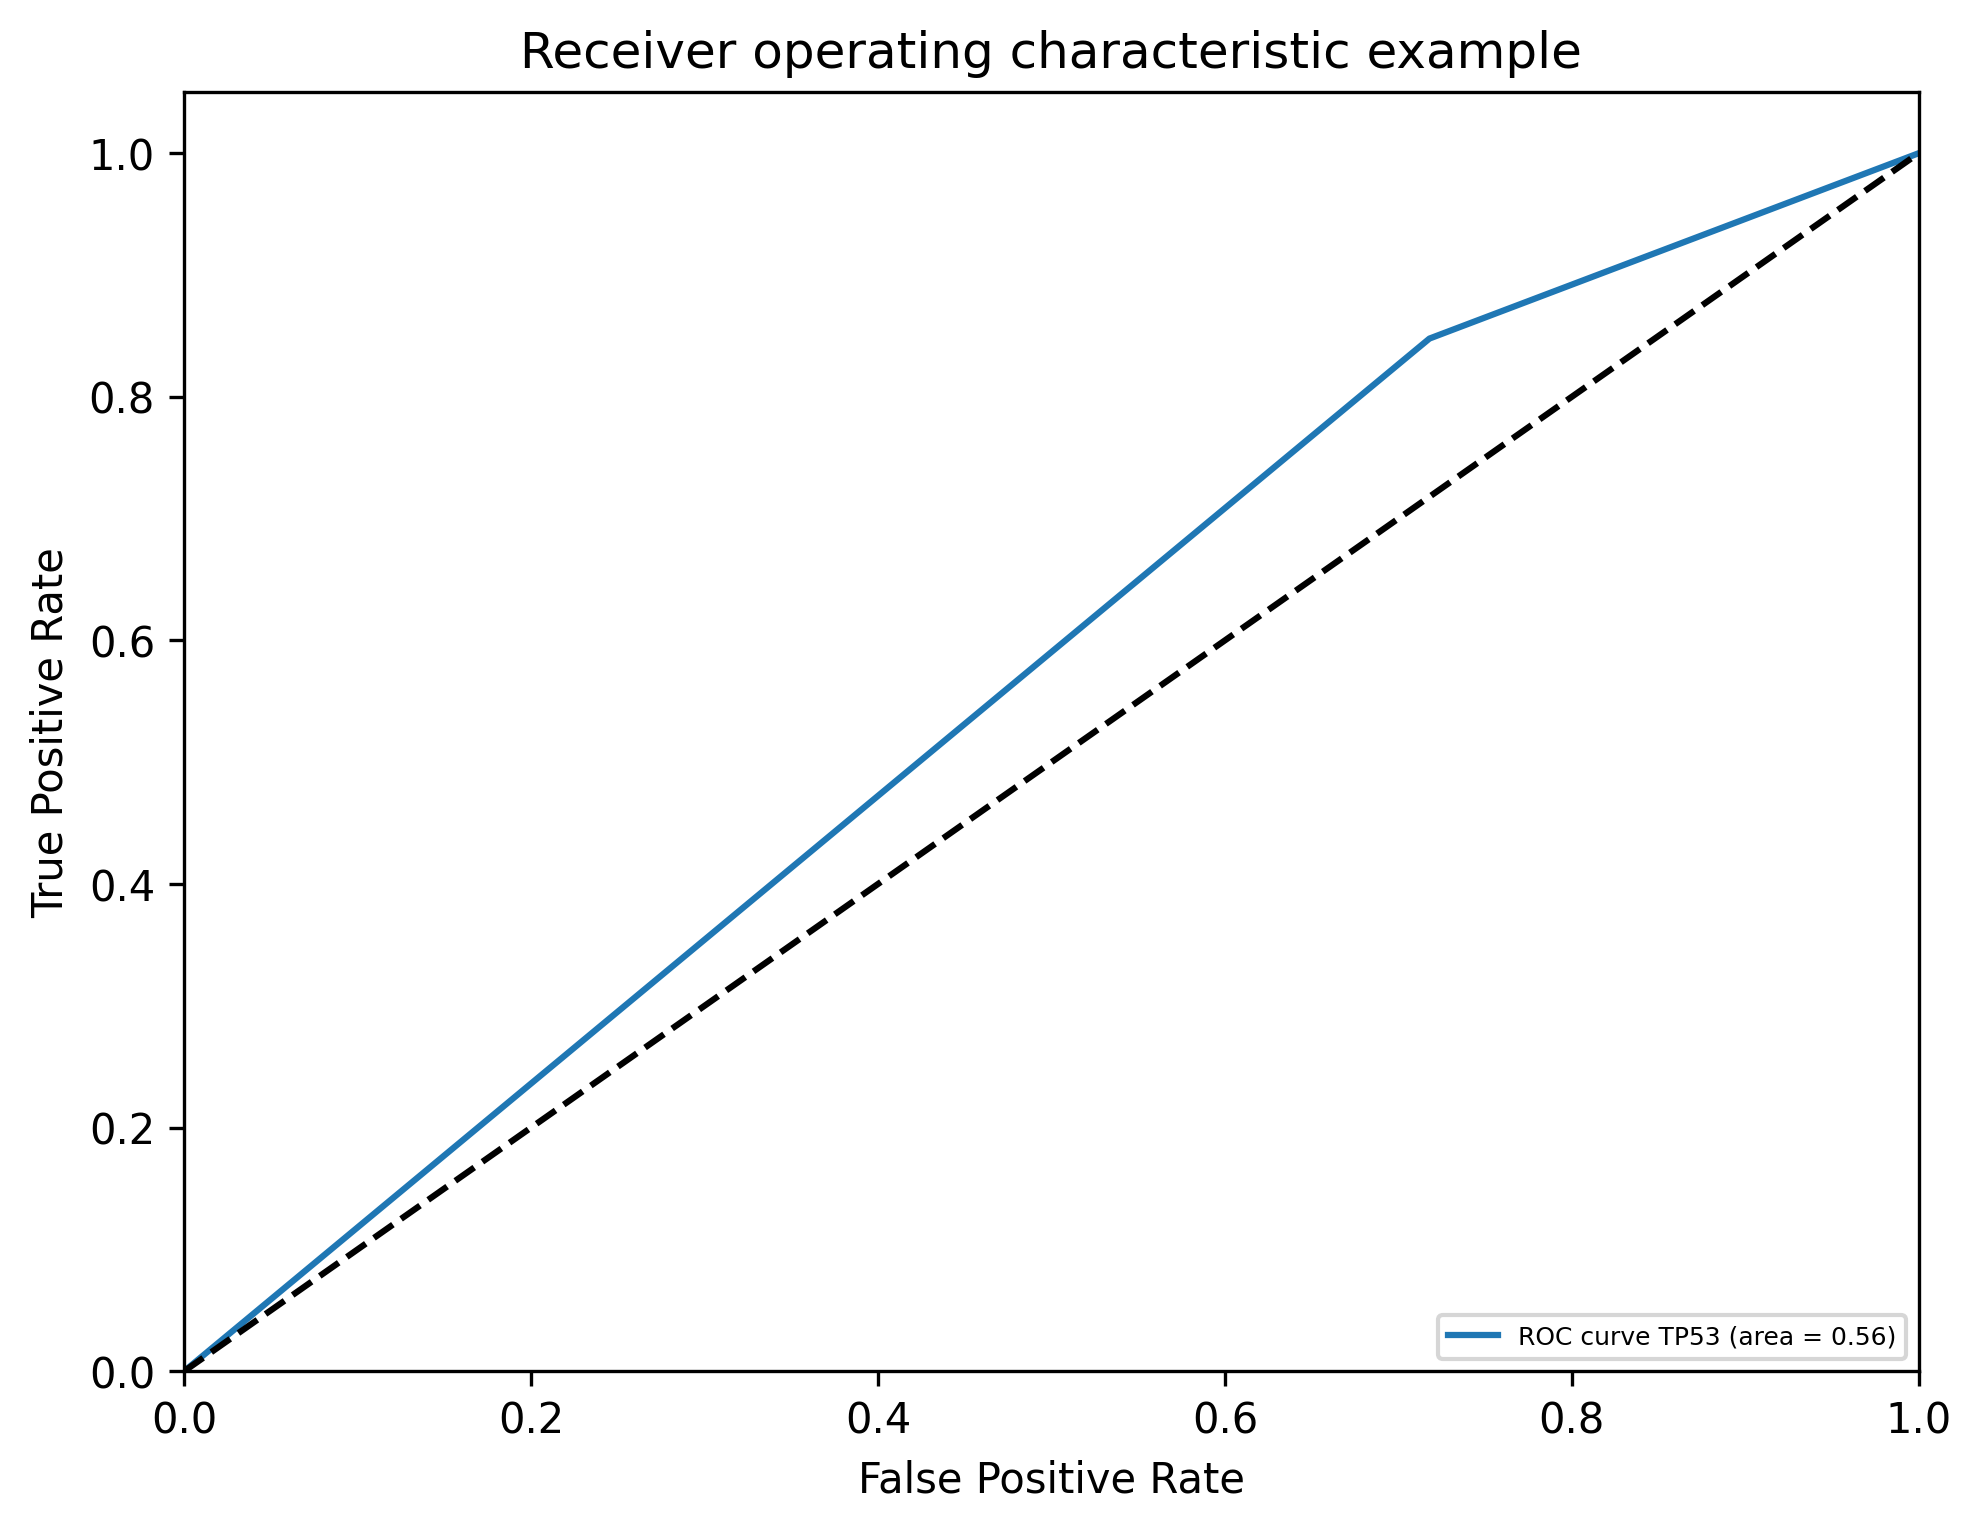 Receiver operating characteristic example
True Positive Rate
1.0
0.8
0.6
0.4
0.2
0.0
ROC curve TP53 (area = 0.56)
0.0 0.2 0.4 0.6 0.8 1.0
False Positive Rate